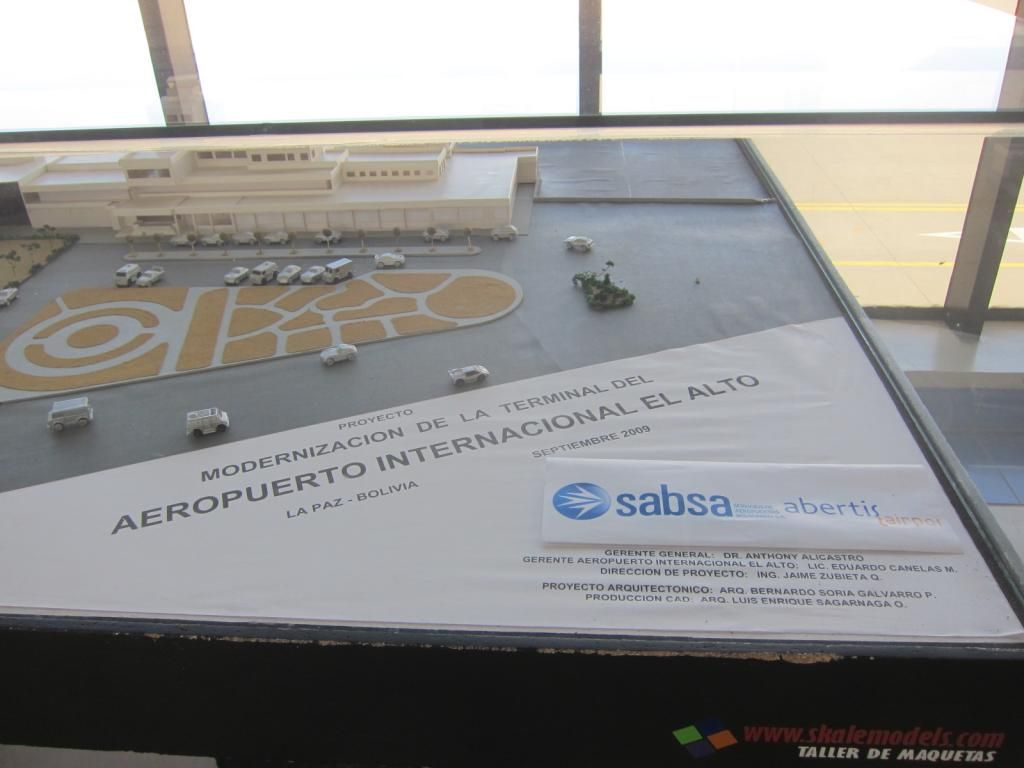 PROYECTO
MODERNIZACION DE LA TERMINAL DEL
AEROPUERTO INTERNACIONAL EL ALTO
LA PAZ - BOLIVIA
SEPTIEMBRE 2009
sabsa
abertis
GERENTE GENERAL: DR. ANTHONY ALICASTRO
GERENTE AEROPUERTO INTERNACIONAL EL ALTO: LIC. EDUARDO CANELAS M.
DIRECCION DE PROYECTO: ING. JAIME ZUBIETA Q.
PROYECTO ARQUITECTONICO: ARQ. BERNARDO SORIA GALVARRO P.
PRODUCCION CAD: ARQ. LUIS ENRIQUE SAGARNAGA O.
www.skalemodels.com
TALLER DE MAQUETAS